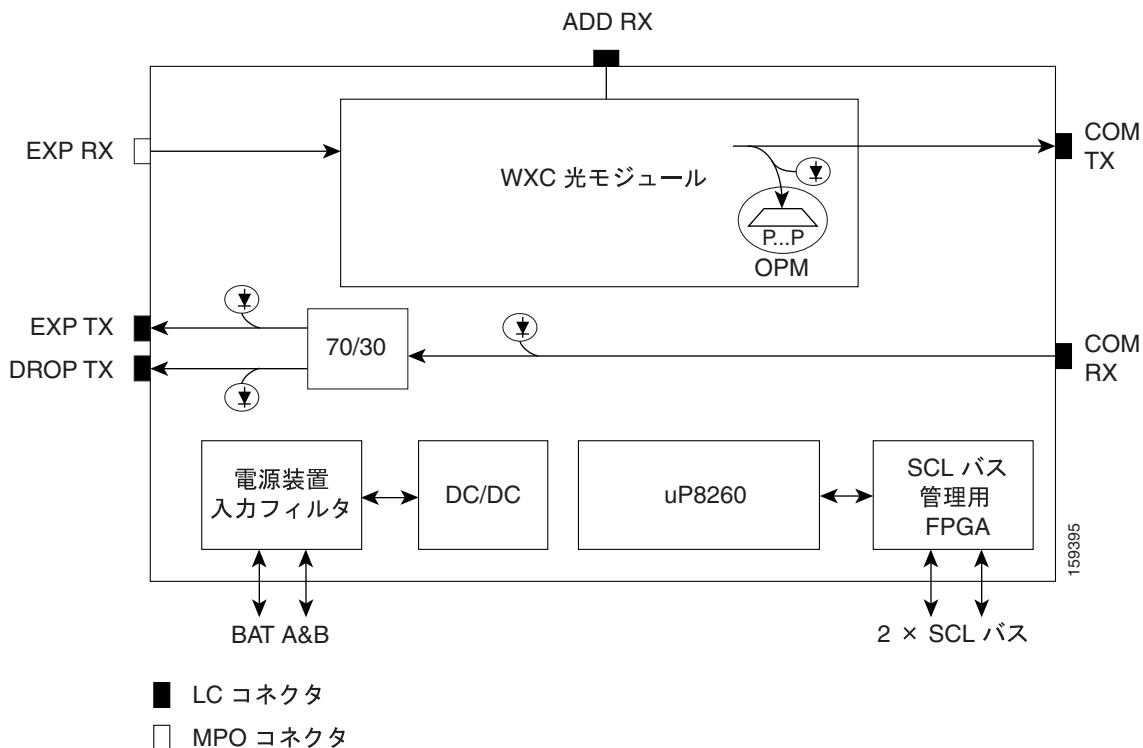 ADD RX
EXP RX
COM
TX
WXC 光モジュール
P...P
OPM
EXP TX
70/30
DROP TX
COM
RX
電源装置
入力フィルタ
DC/DC
uP8260
SCL バス
管理用
FPGA
159395
BAT A&B
2 × SCL バス
LC コネクタ
MPO コネクタ